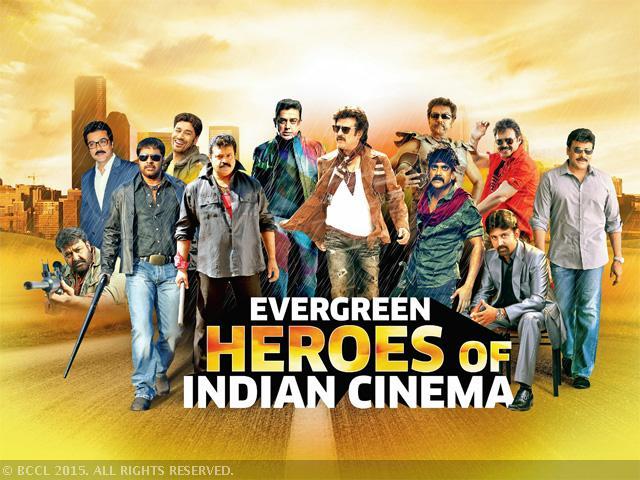 EVERGREEN
HEROES OF
INDIAN CINEMA
© BCCL 2015. ALL RIGHTS RESERVED.